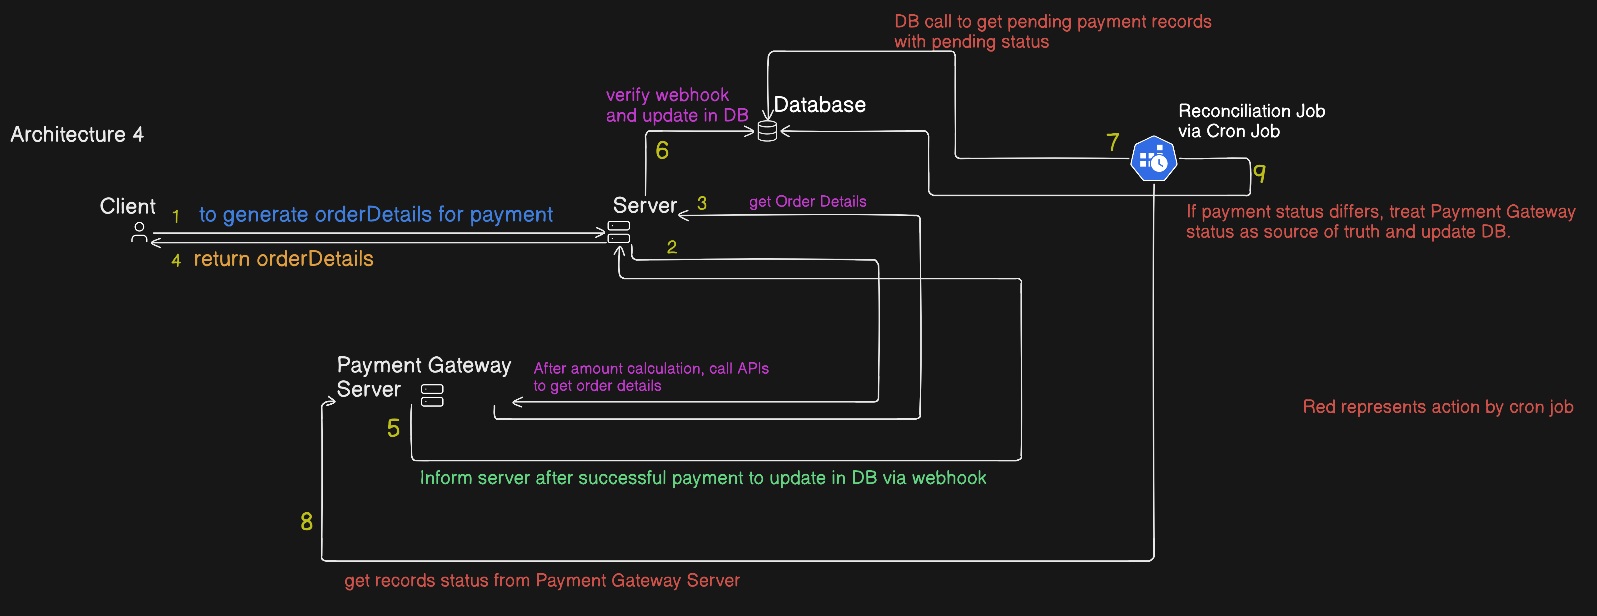 DB call to get pending payment records
with pending status
verify webhook
and update in DB
Database
6
Architecture 4
Reconciliation Job
via Cron Job
7
9
If payment status differs, treat Payment Gateway
status as source of truth and update DB.
Client
1
to generate orderDetails for payment
4
return orderDetails
Server
3
get Order Details
2
Payment Gateway
Server
After amount calculation, call APIs
to get order details
5
Inform server after successful payment to update in DB via webhook
Red represents action by cron job
8
get records status from Payment Gateway Server